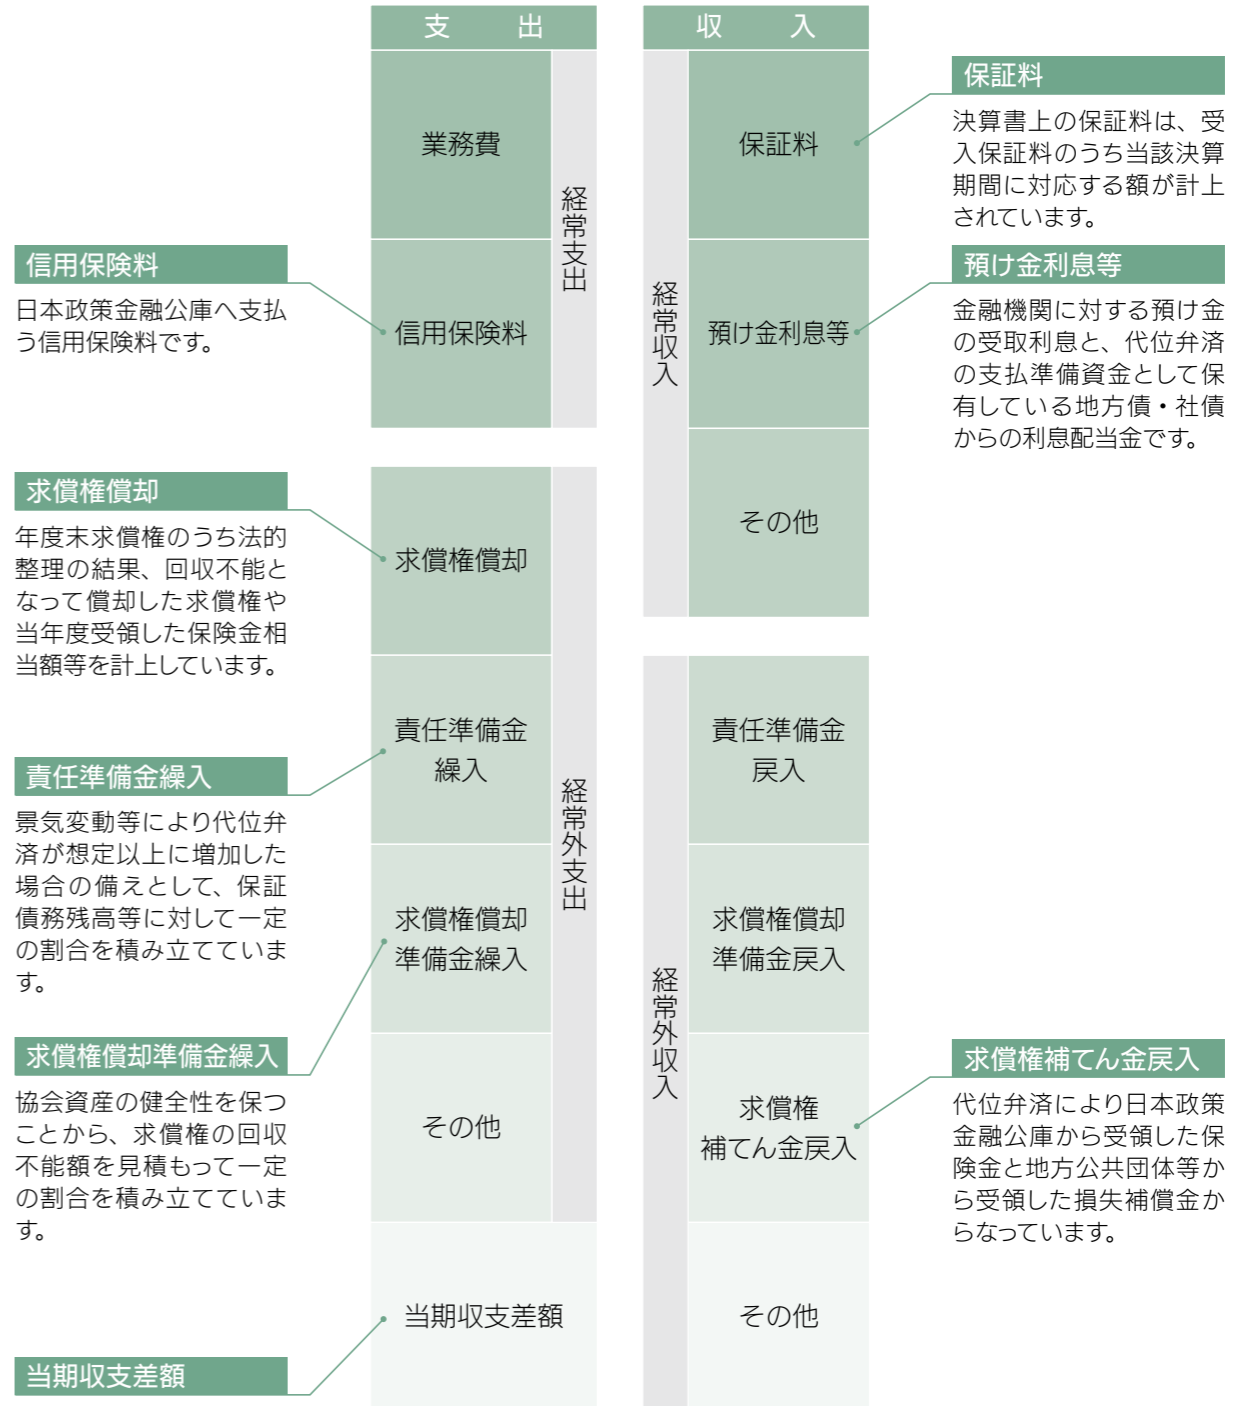 支出
収入
業務費
信用保険料
経常支出
求償権償却
責任準備金
繰入
求償権償却
準備金繰入
その他
経常外支出
当期収支差額
経常収入
保証料
預け金利息等
その他
経常外収入
責任準備金
戻入
求償権償却
準備金戻入
求償権
補てん金戻入
その他
信用保険料
日本政策金融公庫へ支払
う信用保険料です。
求償権償却
年度末求償権のうち法的
整理の結果、回収不能と
なって償却した求償権や
当年度受領した保険金相
当額等を計上しています。
責任準備金繰入
景気変動等により代位弁
済が想定以上に増加した
場合の備えとして、保証
債務残高等に対して一定
の割合を積み立てていま
す。
求償権償却準備金繰入
協会資産の健全性を保つ
ことから、求償権の回収
不能額を見積もって一定
の割合を積み立てていま
す。
当期収支差額
保証料
決算書上の保証料は、受
入保証料のうち当該決算
期間に対応する額が計上
されています。
預け金利息等
金融機関に対する預け金
の受取利息と、代位弁済
の支払準備資金として保
有している地方債・社債
からの利息配当金です。
求償権補てん金戻入
代位弁済により日本政策
金融公庫から受領した保
険金と地方公共団体等か
ら受領した損失補償金か
らなっています。